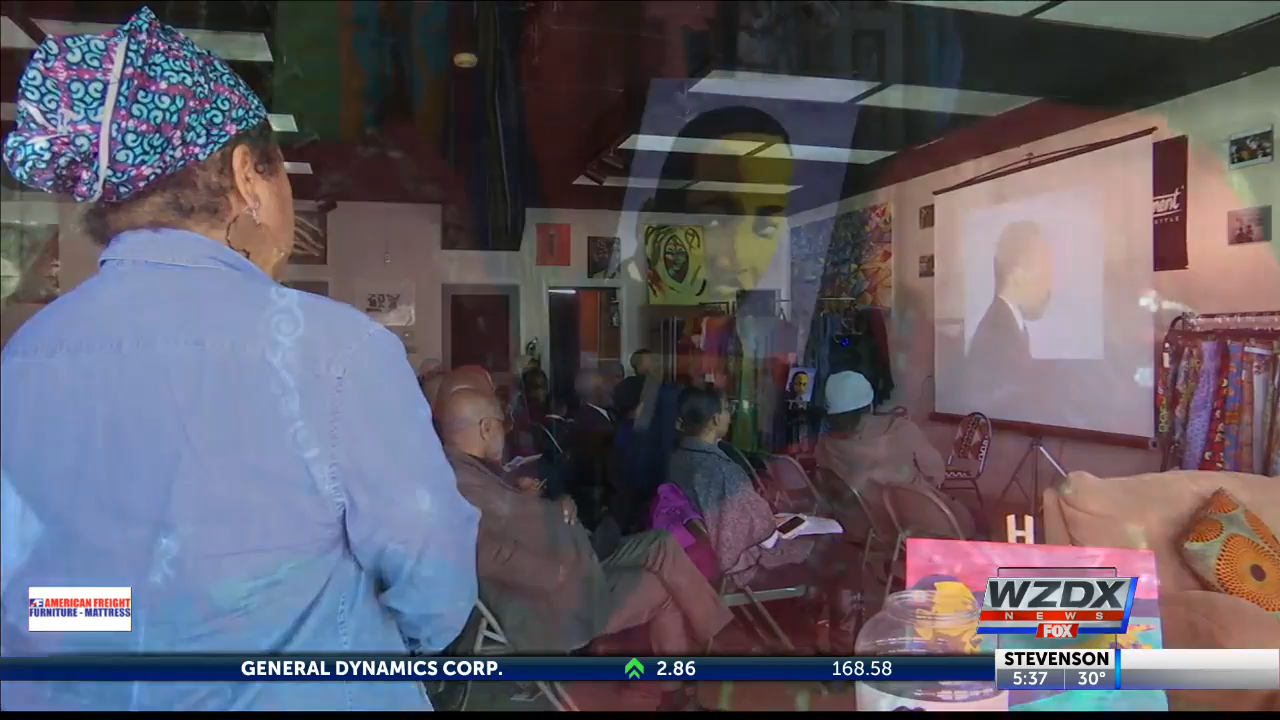 H
AMERICAN FREIGHT
FURNITURE - MATTRESS
WZDX
NEWS
FOX
GENERAL DYNAMICS CORP. 2.86 168.58
STEVENSON
5:37 30°